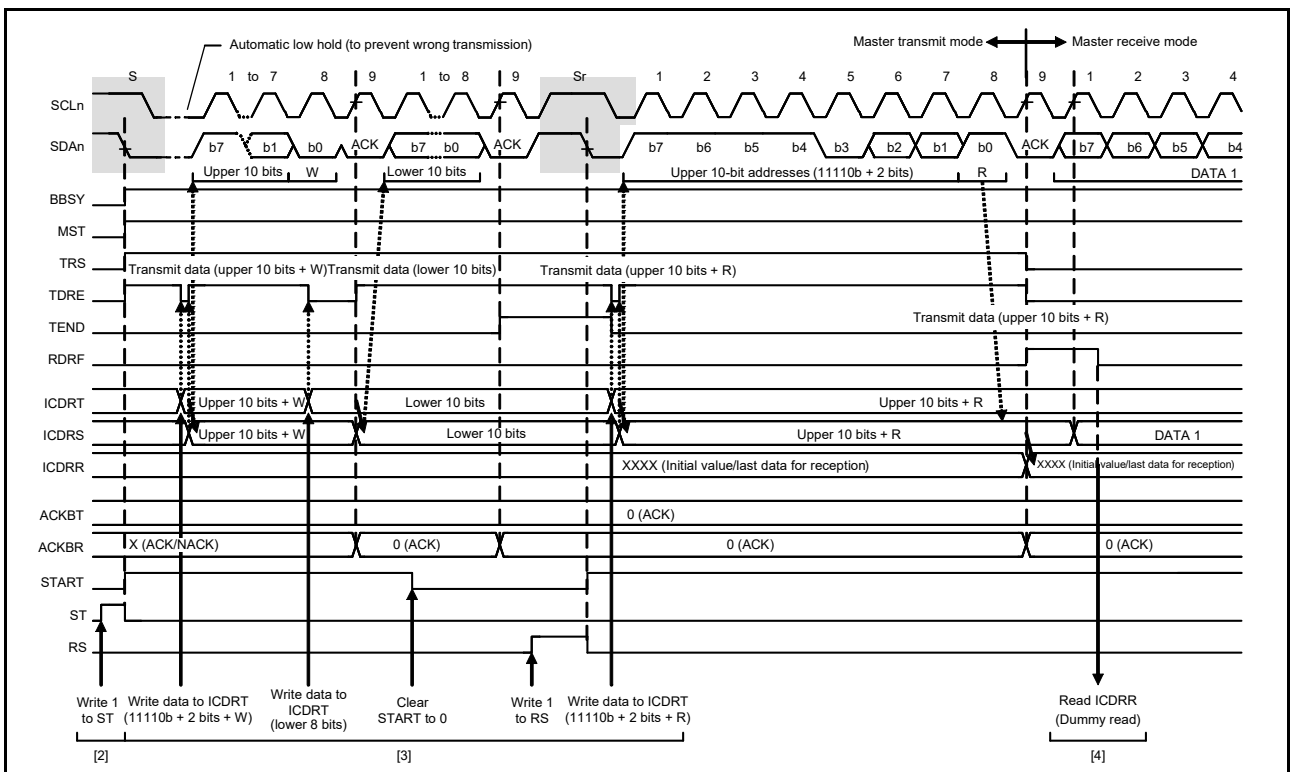 Automatic low hold (to prevent wrong transmission)
Master transmit mode
Master receive mode
S 1 to 7 8 9 1 to 8 9 Sr 1 2 3 4 5 6 7 8 9 1 2 3 4
SCLn
SDAn b7 b1 b0 ACK b7 b0 ACK b7 b6 b5 b4 b3 b2 b1 b0 ACK b7 b6 b5 b4
Upper 10 bits W Lower 10 bits Upper 10-bit addresses (11110b + 2 bits) R DATA 1
BBSY
MST
TRS
Transmit data (upper 10 bits + W) Transmit data (lower 10 bits) Transmit data (upper 10 bits + R)
TDRE
Transmit data (upper 10 bits + R)
TEND
RDRF
ICDRT Upper 10 bits + W Lower 10 bits Upper 10 bits + R
ICDRS Upper 10 bits + W Lower 10 bits Upper 10 bits + R DATA 1
ICDRR XXXX (Initial value/last data for reception) XXXX (Initial value/last data for reception)
ACKBT 0 (ACK)
ACKBR X (ACK/NACK) 0 (ACK) 0 (ACK) 0 (ACK)
START
ST
RS
Write 1
to ST
Write data to ICDRT
(11110b + 2 bits + W)
Write data to
ICDRT
(lower 8 bits)
Clear
START to 0
Write 1
to RS
Write data to ICDRT
(11110b + 2 bits + R)
Read ICDRR
(Dummy read)
[2] [3] [4]